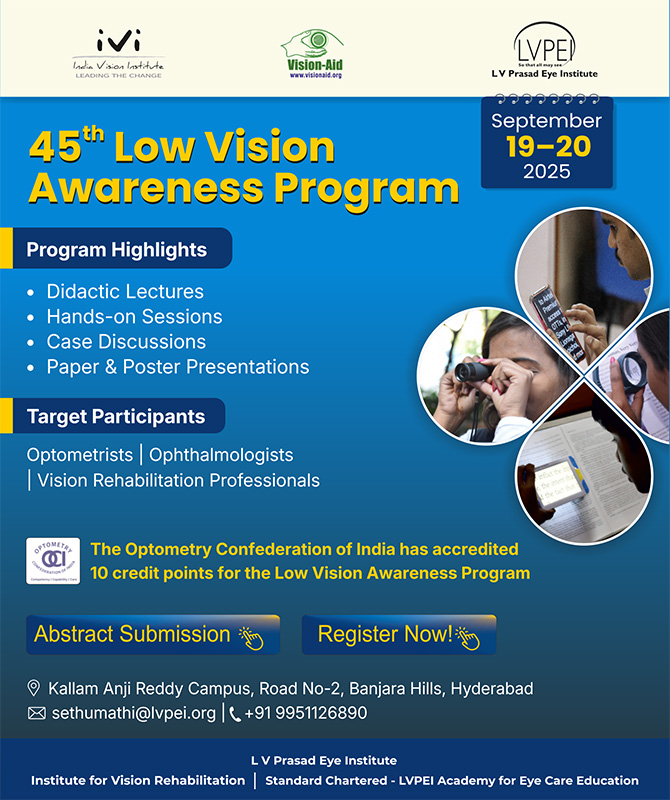 iVi
India Vision Institute
LEADING THE CHANGE
Vision-Aid
www.visionaid.org
LVPEI
So that all may see
L V Prasad Eye Institute
September
19–20
2025
45th Low Vision
Awareness Program
Program Highlights
• Didactic Lectures
• Hands-on Sessions
• Case Discussions
• Paper & Poster Presentations
Target Participants
Optometrists | Ophthalmologists
| Vision Rehabilitation Professionals
OPTOMETRY
OCI
CONFEDERATION OF INDIA
Competency | Capability | Care
The Optometry Confederation of India has accredited
10 credit points for the Low Vision Awareness Program
Abstract Submission
Register Now!
Kallam Anji Reddy Campus, Road No-2, Banjara Hills, Hyderabad
sethumathi@lvpei.org | +91 9951126890
L V Prasad Eye Institute
Institute for Vision Rehabilitation | Standard Chartered - LVPEI Academy for Eye Care Education